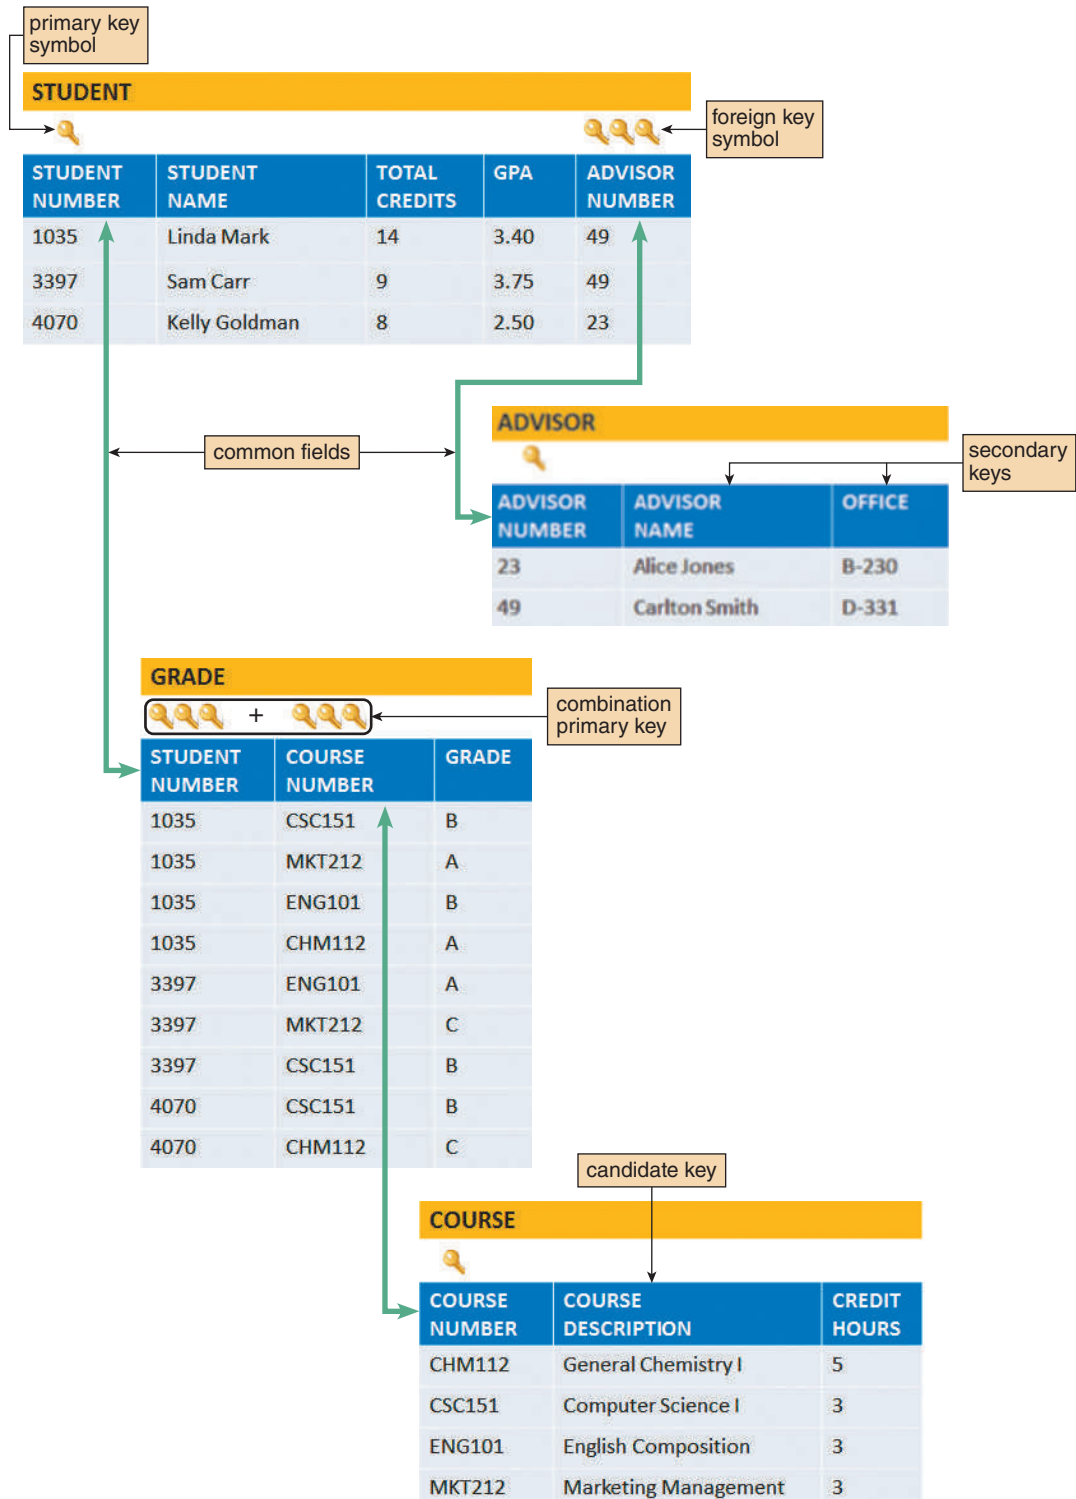 primary key
symbol
STUDENT
foreign key
symbol
STUDENT NUMBER STUDENT NAME TOTAL CREDITS GPA ADVISOR NUMBER
1035 Linda Mark 14 3.40 49
3397 Sam Carr 9 3.75 49
4070 Kelly Goldman 8 2.50 23
common fields
ADVISOR
secondary
keys
ADVISOR NUMBER ADVISOR NAME OFFICE
23 Alice Jones B-230
49 Carlton Smith D-331
GRADE
+
combination
primary key
STUDENT NUMBER COURSE NUMBER GRADE
1035 CSC151 B
1035 MKT212 A
1035 ENG101 B
1035 CHM112 A
3397 ENG101 A
3397 MKT212 C
3397 CSC151 B
4070 CSC151 B
4070 CHM112 C
candidate key
COURSE
COURSE NUMBER COURSE DESCRIPTION CREDIT HOURS
CHM112 General Chemistry I 5
CSC151 Computer Science I 3
ENG101 English Composition 3
MKT212 Marketing Management 3